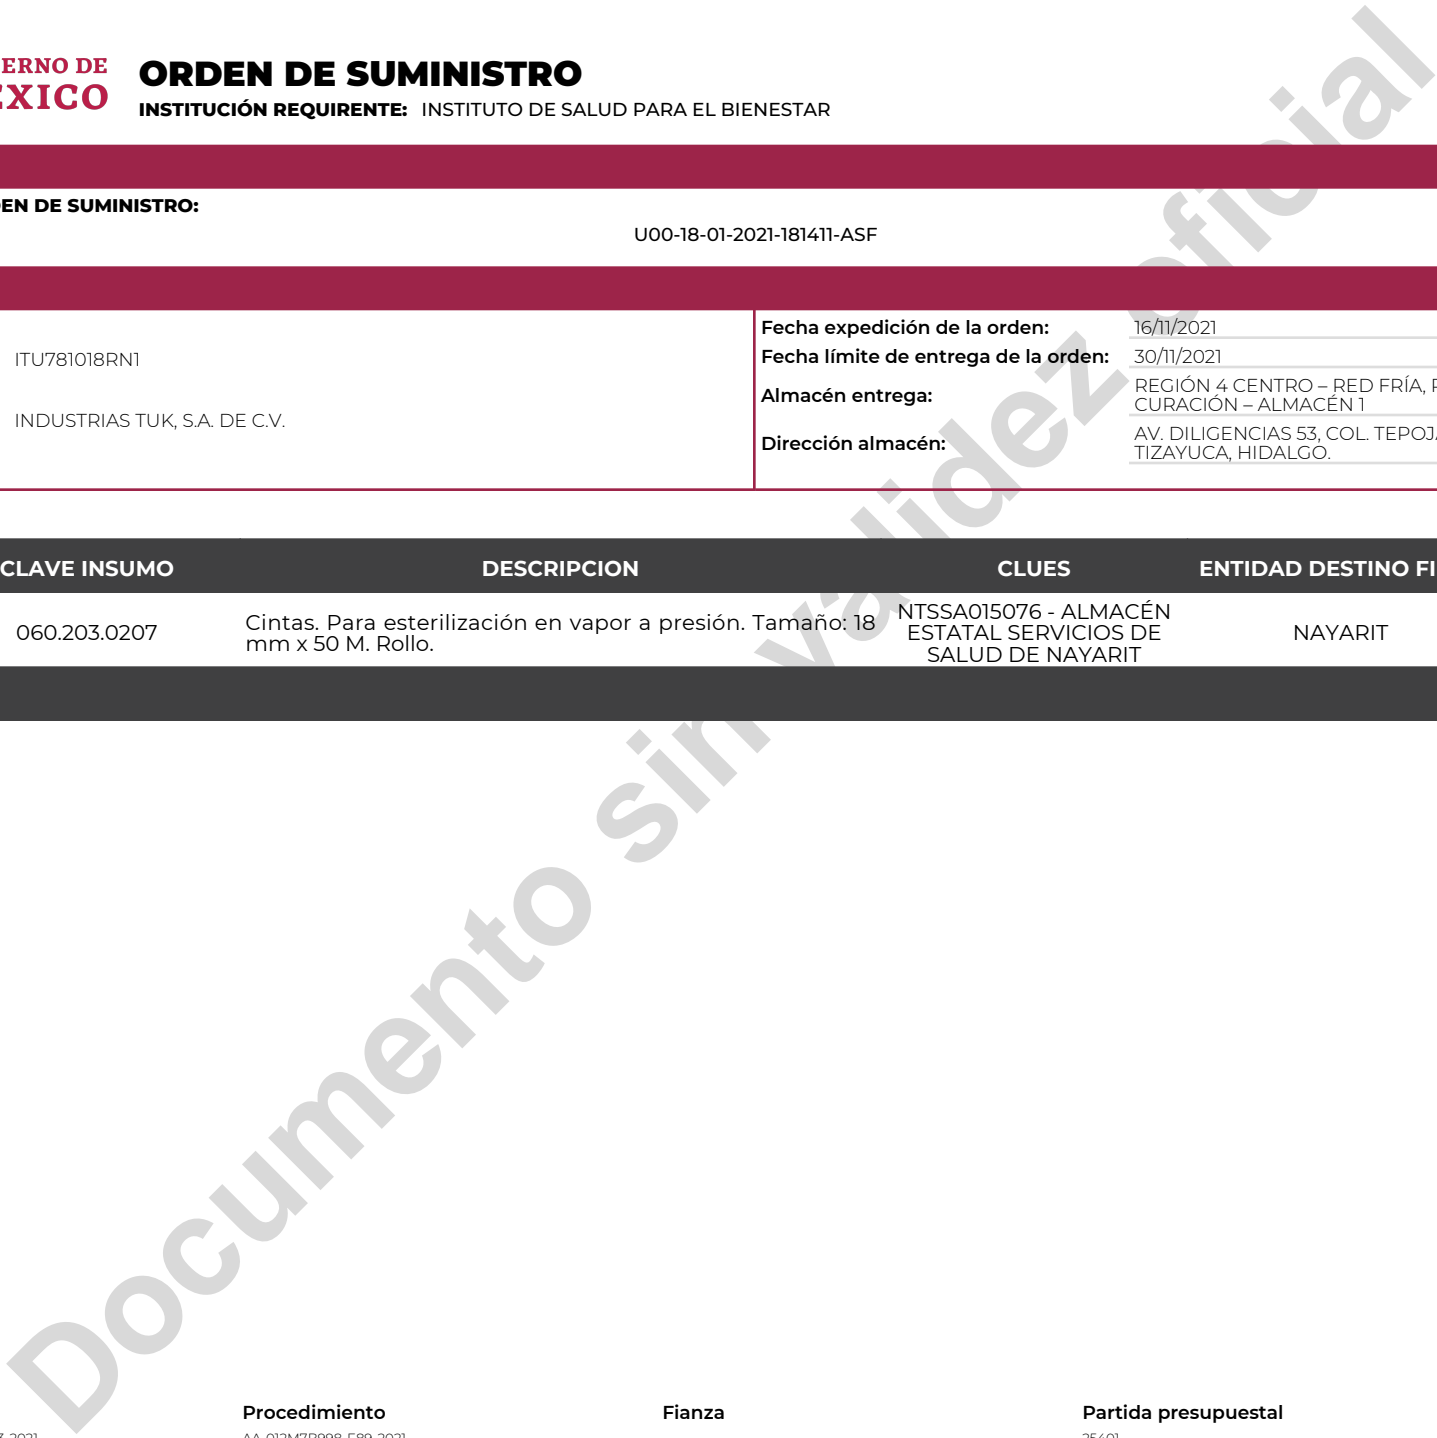 ERNO DE
EXICO
ORDEN DE SUMINISTRO
INSTITUCIÓN REQUIRENTE: INSTITUTO DE SALUD PARA EL BIENESTAR
EN DE SUMINISTRO:
U00-18-01-2021-181411-ASF
ITU781018RN1
INDUSTRIAS TUK, S.A. DE C.V.
Fecha expedición de la orden: 16/11/2021
Fecha límite de entrega de la orden: 30/11/2021
Almacén entrega: REGIÓN 4 CENTRO – RED FRÍA,
CURACIÓN – ALMACÉN 1
Dirección almacén: AV. DILIGENCIAS 53, COL. TEPOJ
TIZAYUCA, HIDALGO.
CLAVE INSUMO DESCRIPCION CLUES ENTIDAD DESTINO FI
060.203.0207
Cintas. Para esterilización en vapor a presión. Tamaño: 18
mm x 50 M. Rollo.
NTSSA015076 - ALMACÉN
ESTATAL SERVICIOS DE
SALUD DE NAYARIT
NAYARIT
Documento sin validez oficial
Procedimiento Fianza Partida presupuestal